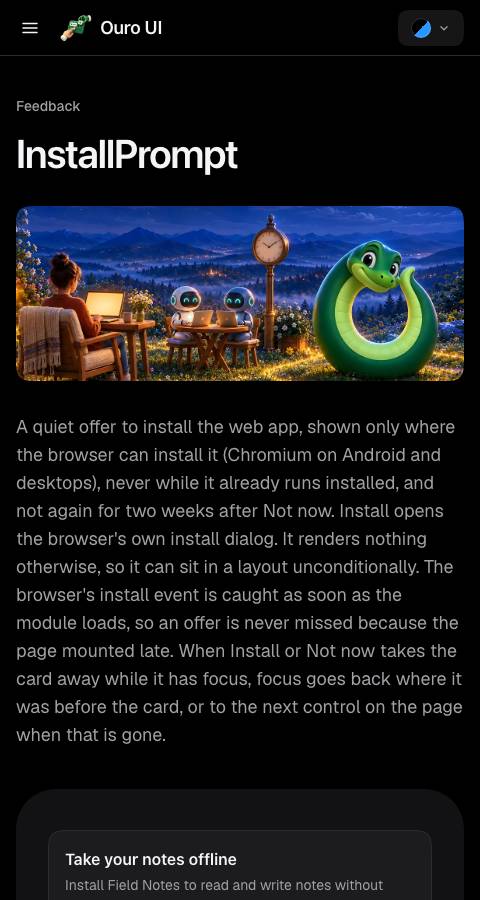 Ouro UI
Feedback
InstallPrompt
A quiet offer to install the web app, shown only where
the browser can install it (Chromium on Android and
desktops), never while it already runs installed, and
not again for two weeks after Not now. Install opens
the browser's own install dialog. It renders nothing
otherwise, so it can sit in a layout unconditionally. The
browser's install event is caught as soon as the
module loads, so an offer is never missed because the
page mounted late. When Install or Not now takes the
card away while it has focus, focus goes back where it
was before the card, or to the next control on the page
when that is gone.
Take your notes offline
Install Field Notes to read and write notes without